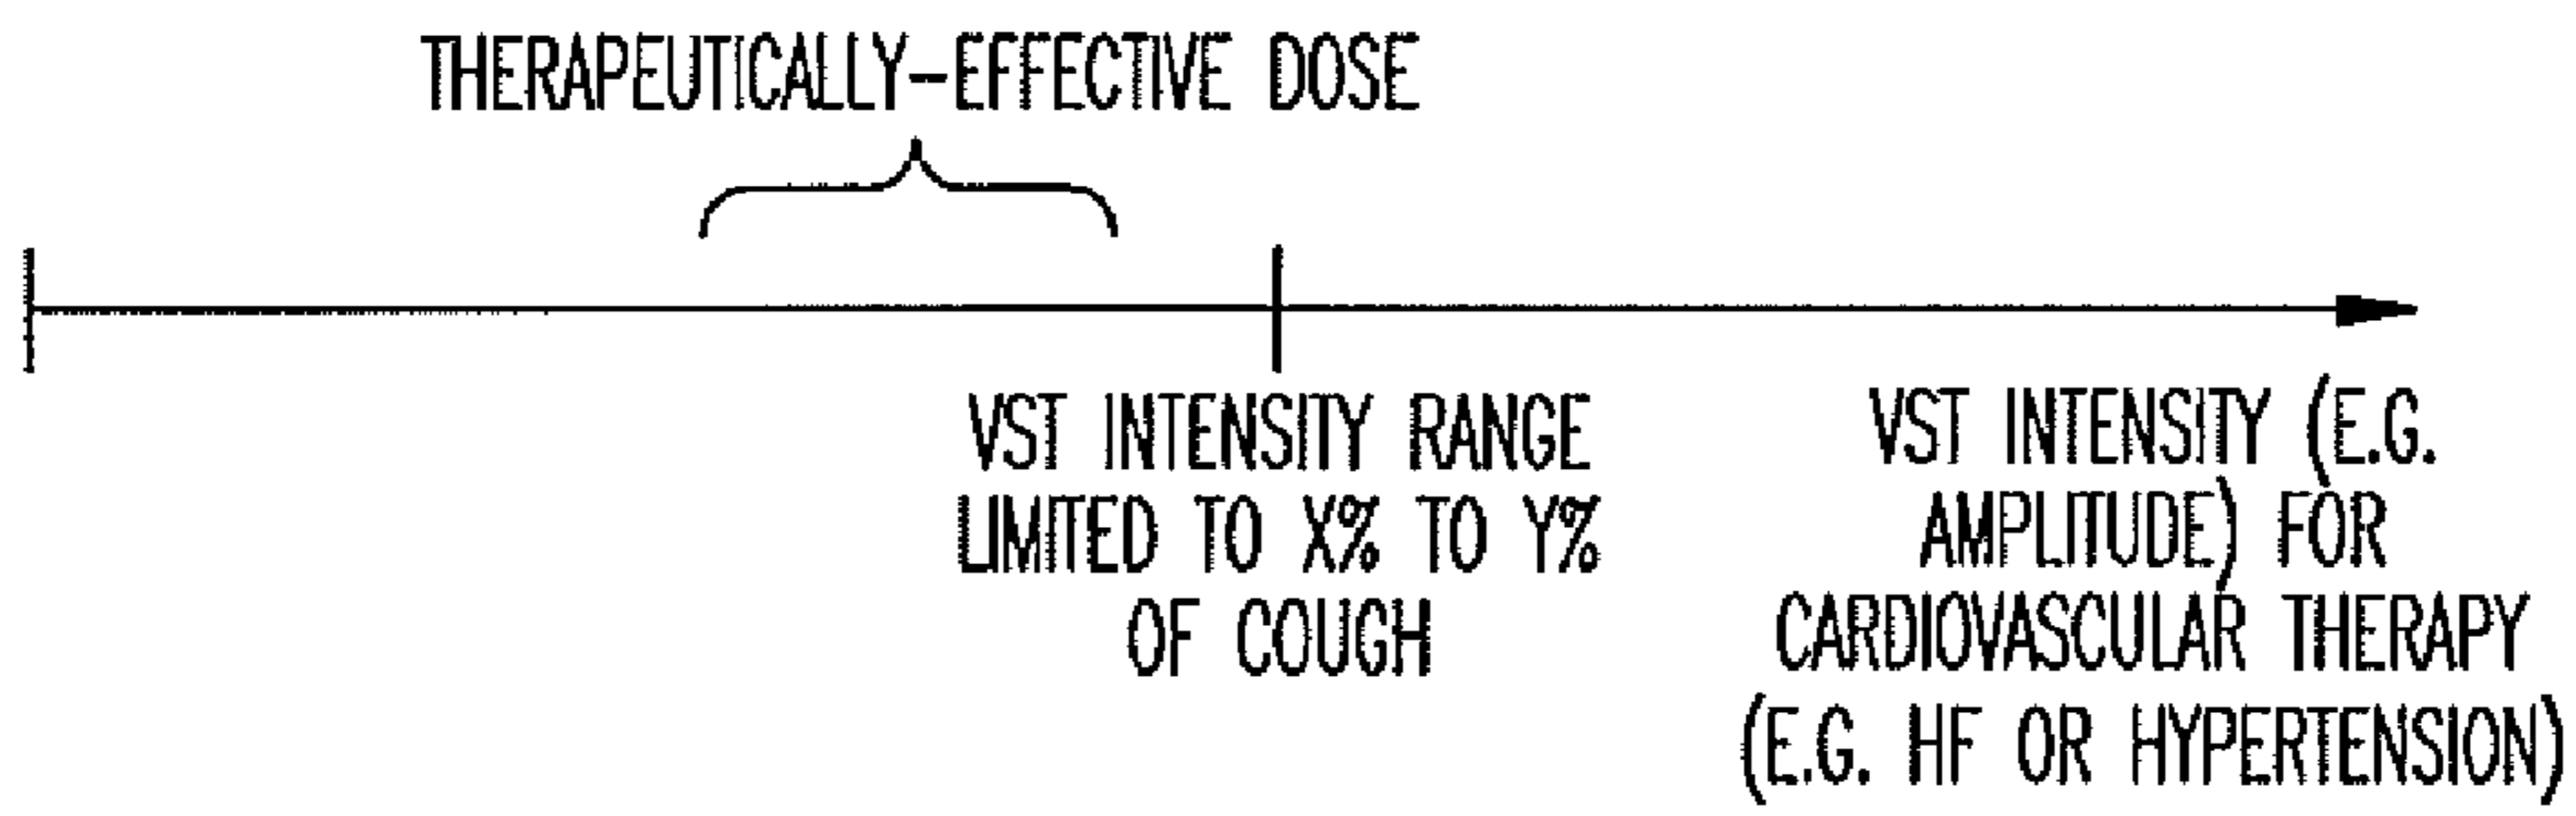 THERAPEUTICALLY-EFFECTIVE DOSE
VST INTENSITY RANGE
LIMITED TO X% TO Y%
OF COUGH
VST INTENSITY (E.G.
AMPLITUDE) FOR
CARDIOVASCULAR THERAPY
(E.G. HF OR HYPERTENSION)